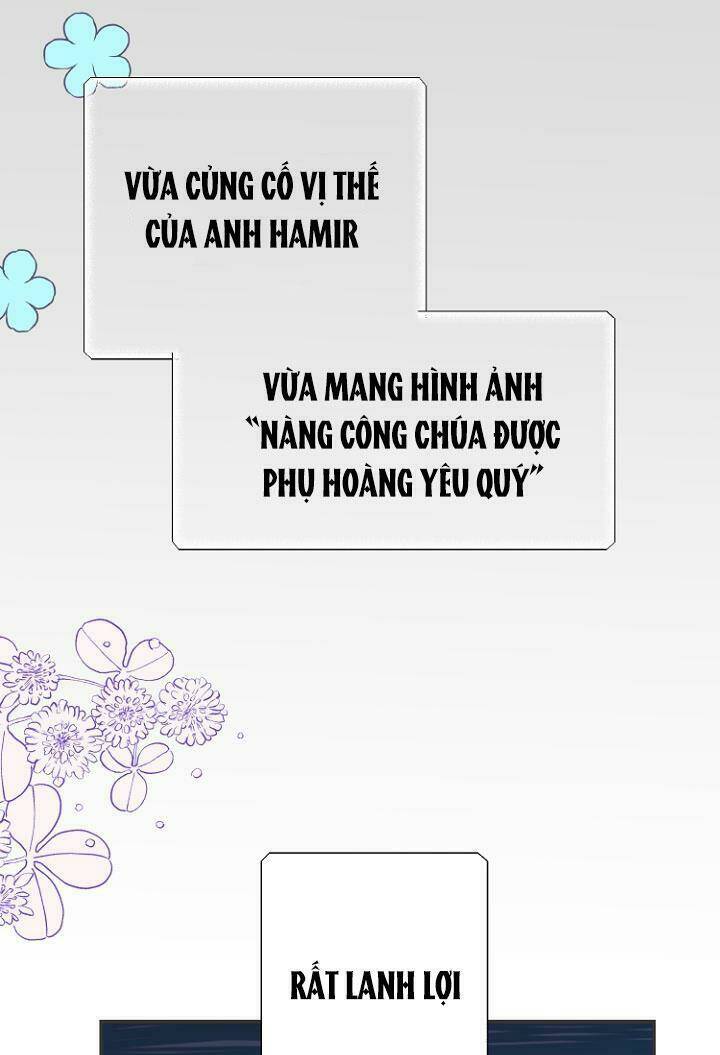 VỪA CỦNG CỐ VỊ THẾ
CỦA ANH HAMIR
VỪA MANG HÌNH ẢNH
“NÀNG CÔNG CHÚA ĐƯỢC
PHỤ HOÀNG YÊU QUÝ”
RẤT LANH LỢI